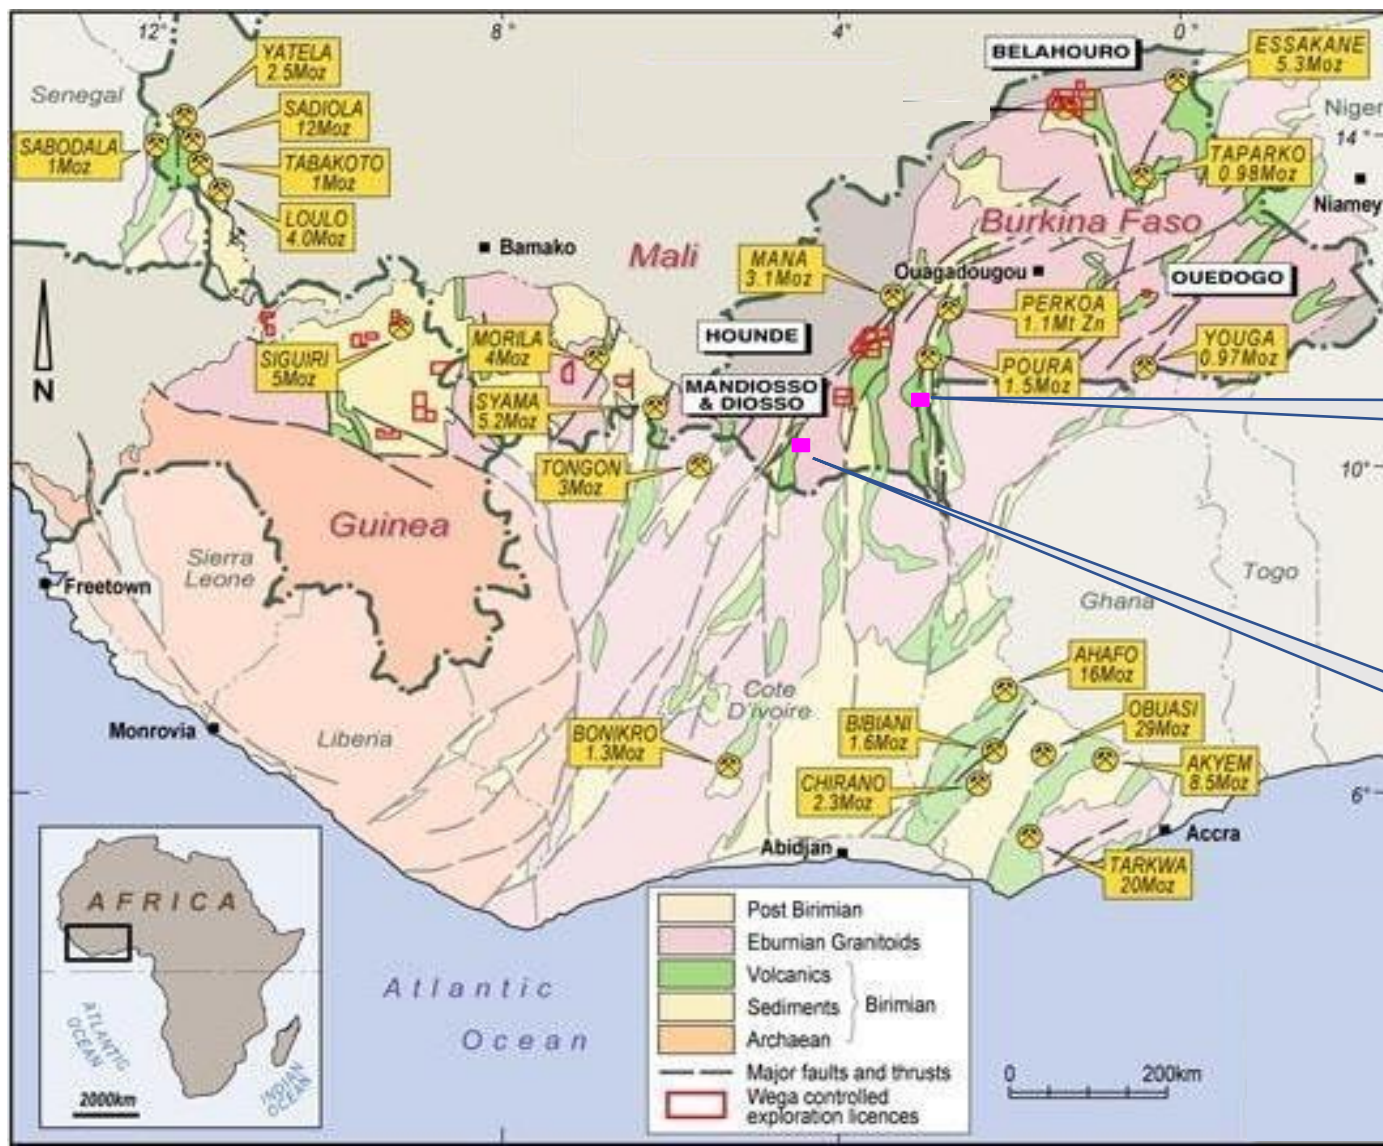 12°
8°
4°
0°
YATELA
2.5Moz
BELAHOURO
ESSAKANE
5.3Moz
Senegal
SADIOLA
12Moz
Niger
14°
SABODALA
1Moz
TABAKOTO
1Moz
TAPARKO
0.98Moz
LOULO
4.0Moz
Niamey
Burkina Faso
Bamako
Mali
MANA
3.1Moz
Ouagadougou
OUEDOGO
PERKOA
1.1Mt Zn
HOUNDE
MORILA
4Moz
SIGUIRI
5Moz
YOUGA
0.97Moz
POURA
1.5Moz
N
SYAMA
5.2Moz
MANDIOSSO
& DIOSSO
TONGON
3Moz
10°
Guinea
Sierra
Leone
Freetown
Togo
Ghana
AHAFO
16Moz
Cote
D'ivoire
OBUASI
29Moz
Monrovia
Liberia
BONIKRO
1.3Moz
BIBIANI
1.6Moz
AKYEM
8.5Moz
CHIRANO
2.3Moz
6°
Accra
Abidjan
TARKWA
20Moz
AFRICA
ATLANTIC
OCEAN
INDIAN
OCEAN
2000km
Atlantic
Ocean
Post Birimian
Eburnian Granitoids
Volcanics
Sediments
Birimian
Archaean
Major faults and thrusts
Wega controlled
exploration licences
0
200km